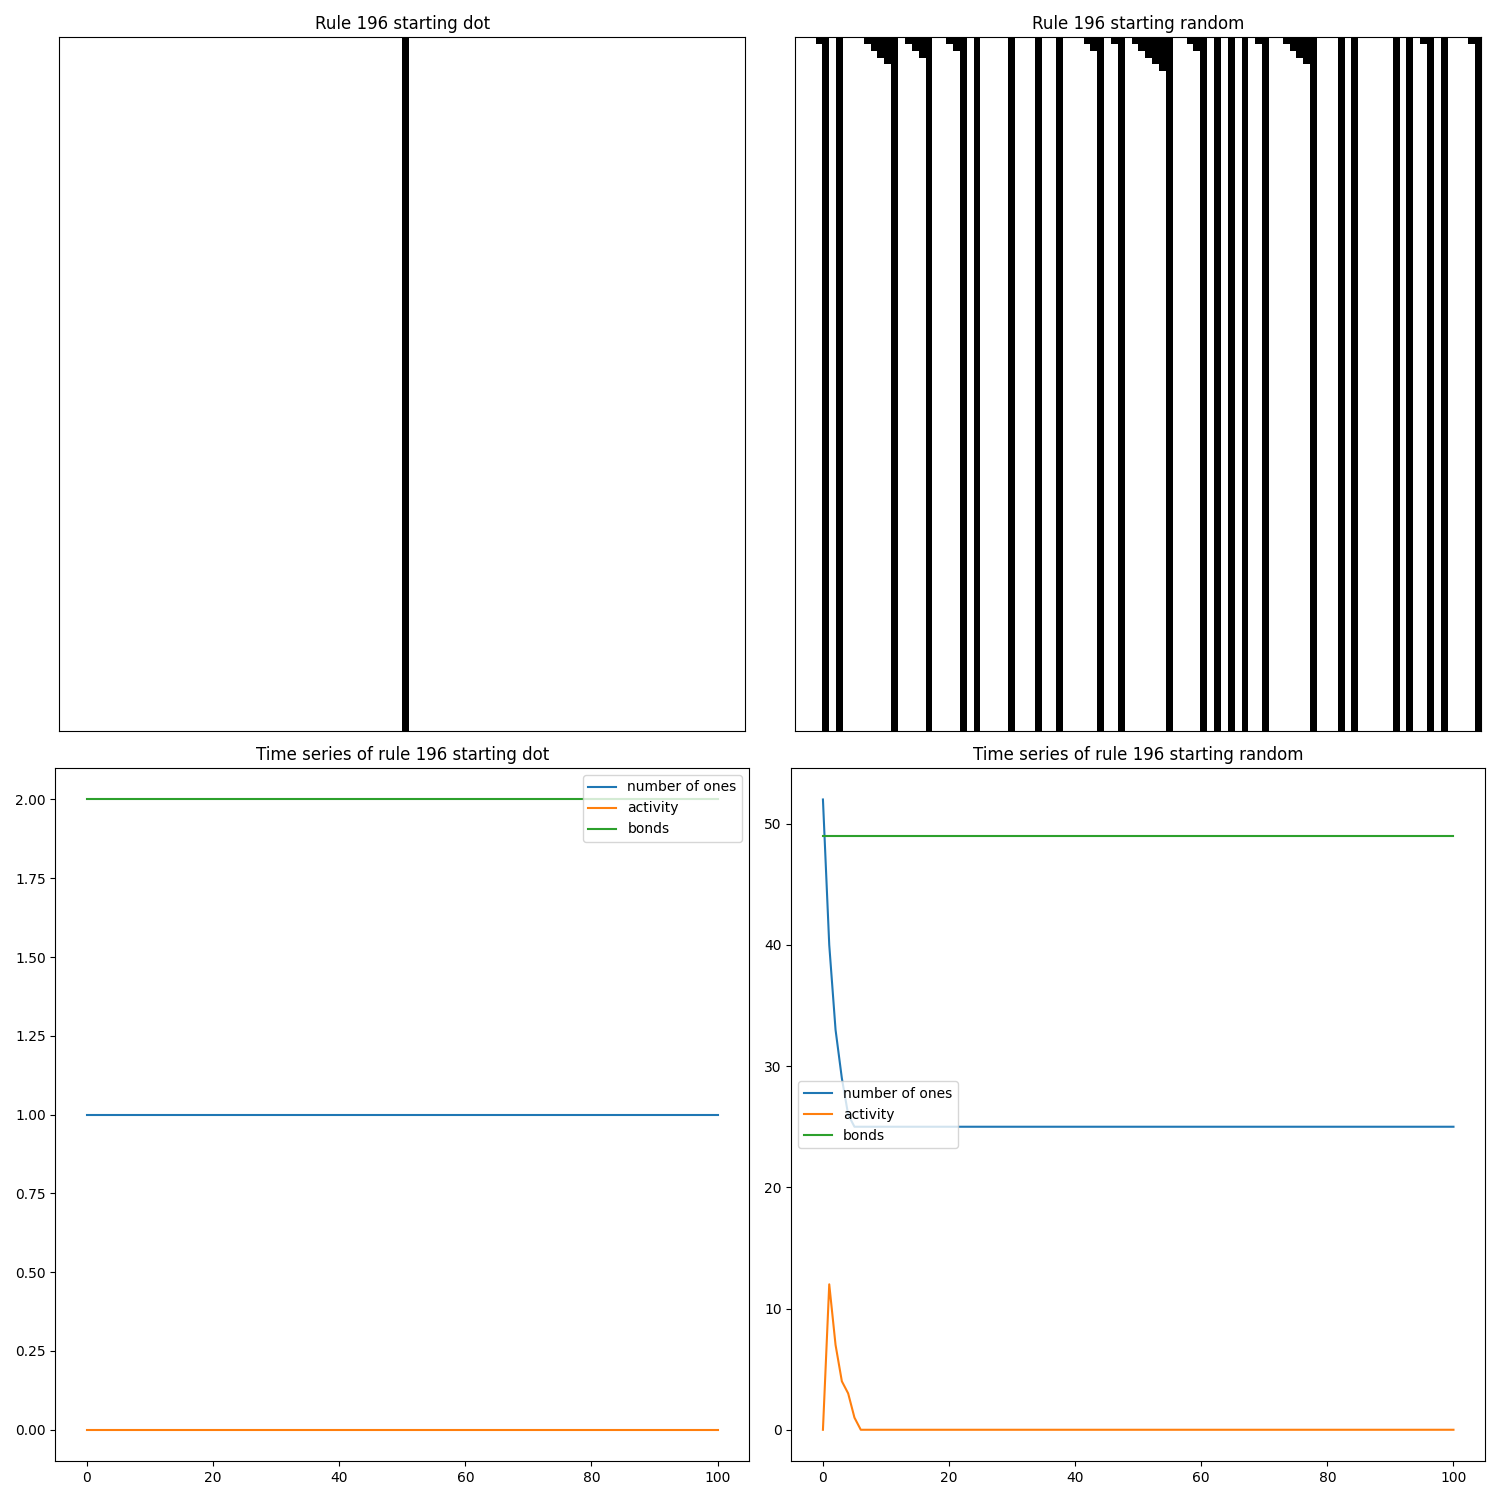 Rule 196 starting dot
Rule 196 starting random
Time series of rule 196 starting dot
number of ones
activity
bonds
2.00
1.75
1.50
1.25
1.00
0.75
0.50
0.25
0.00
0 20 40 60 80 100
Time series of rule 196 starting random
50
40
30
20
10
0
number of ones
activity
bonds
0 20 40 60 80 100